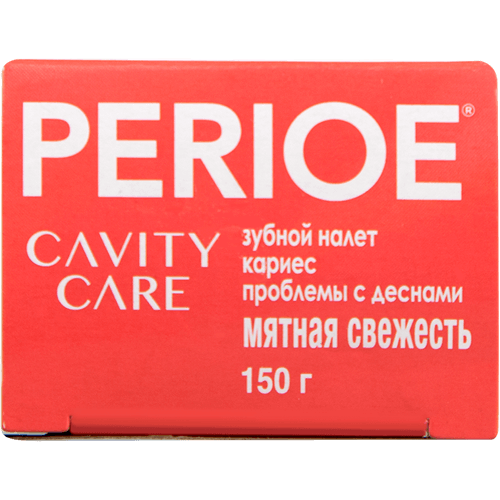 PERIOE®
CAVITY
CARE
зубной налет
кариес
проблемы с деснами
мятная свежесть
150 г